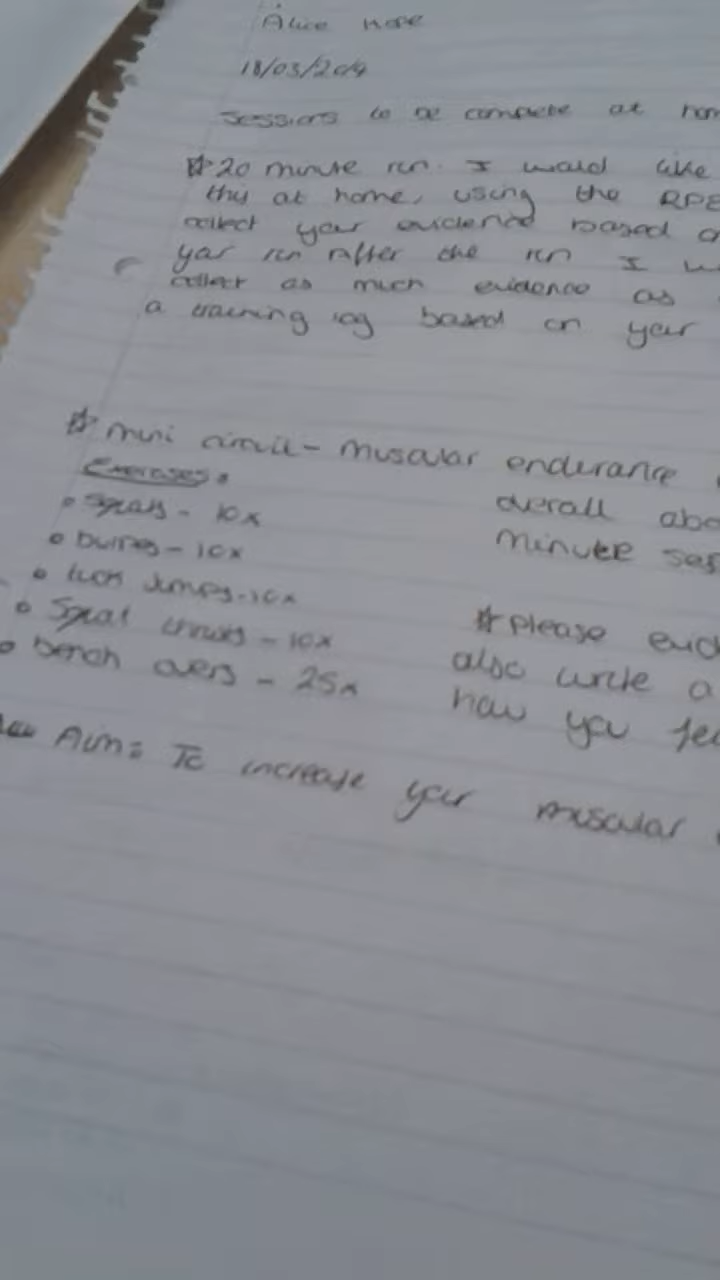 Alice Hope
18/03/2019
Sessions to be complete at
20 minute run. I would like
this at home, using the RPE
collect your evidence based
your run After the run I
collect as much evidence as
a training log based on your
mini circuit - muscular endurance
Exercises:
overall
Squats - 10x
minute
burpees - 10x
tuck Jumps - 10x
Squat thrusts - 10x
please
bench overs - 25x
also write a
how you
Aim: To increase your muscular